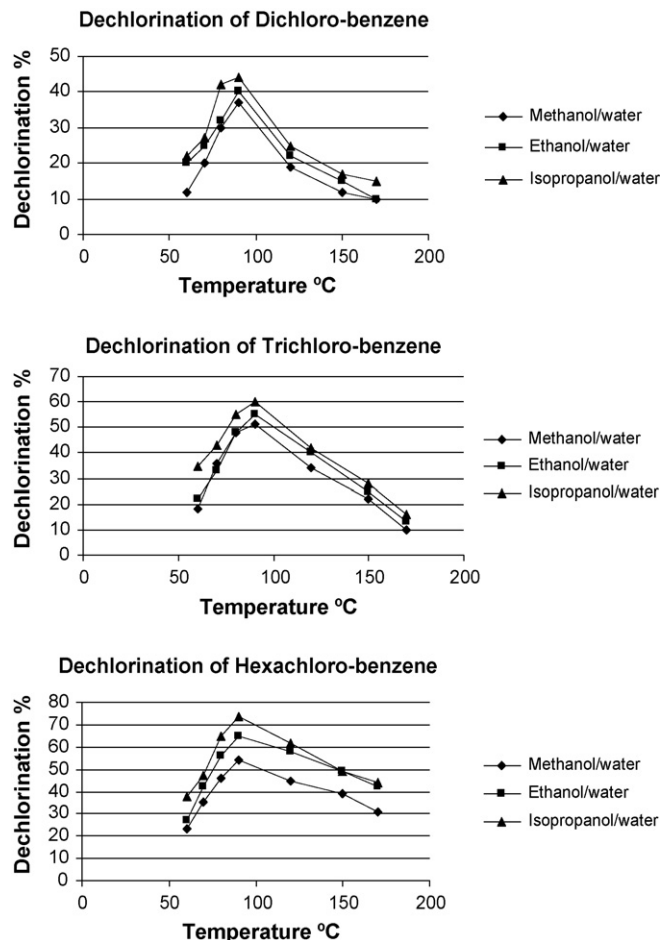 Dechlorination of Dichloro-benzene
Dechlorination %
50
40
30
20
10
0
0 50 100 150 200
Temperature ºC
Methanol/water
Ethanol/water
Isopropanol/water
Dechlorination of Trichloro-benzene
Dechlorination %
70
60
50
40
30
20
10
0
0 50 100 150 200
Temperature ºC
Methanol/water
Ethanol/water
Isopropanol/water
Dechlorination of Hexachloro-benzene
Dechlorination %
80
70
60
50
40
30
20
10
0
0 50 100 150 200
Temperature ºC
Methanol/water
Ethanol/water
Isopropanol/water